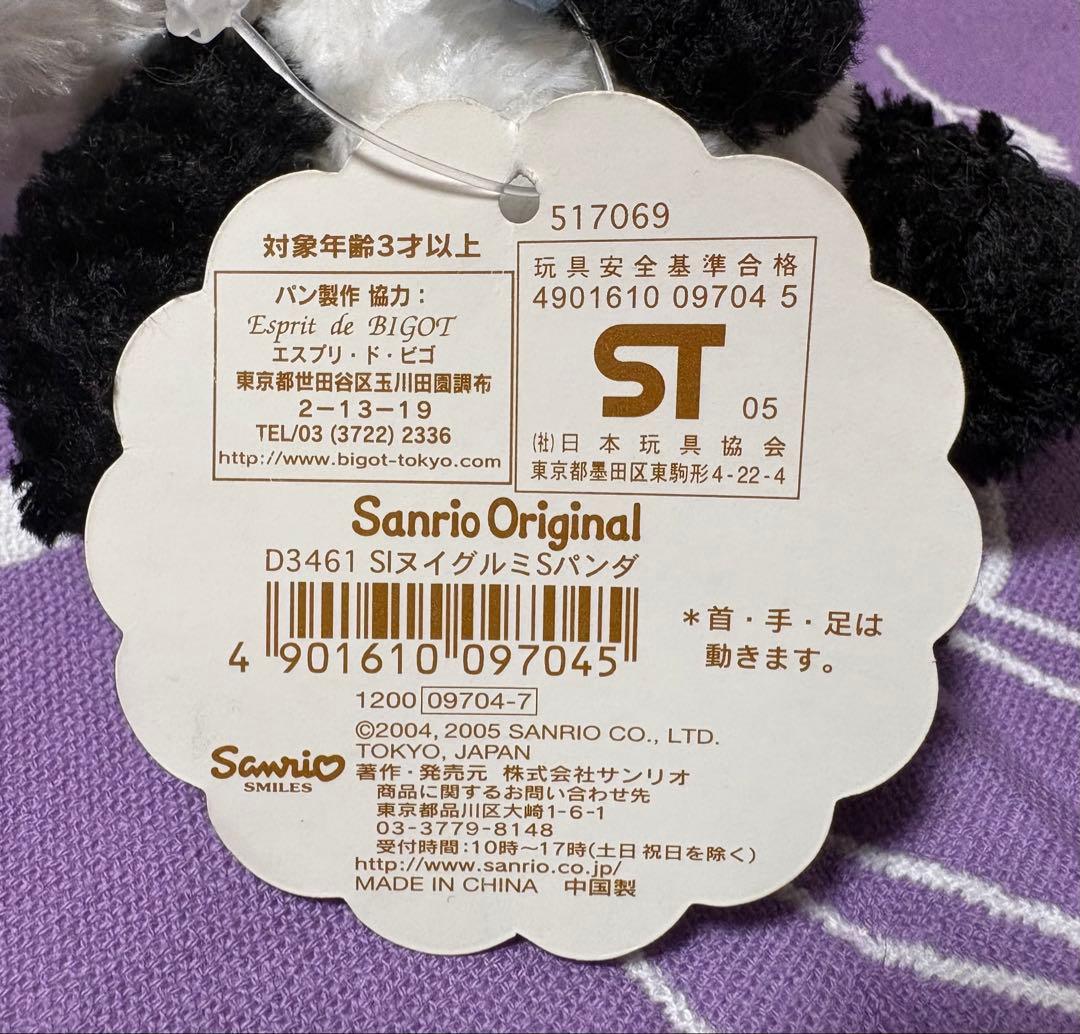 517069
対象年齢3才以上
パン製作 協力：
Esprit de BIGOT
エスプリ・ド・ビゴ
東京都世田谷区玉川田園調布
2-13-19
TEL/03 (3722) 2336
http://www.bigot-tokyo.com
玩具安全基準合格
4901610 09704 5
ST 05
(社)日本玩具協会
東京都墨田区東駒形4-22-4
Sanrio Original
D3461 SIヌイグルミSパンダ
4 901610 097045
＊首・手・足は
動きます。
1200 09704-7
©2004, 2005 SANRIO CO., LTD.
TOKYO, JAPAN
Sanrio
SMILES
著作・発売元 株式会社サンリオ
商品に関するお問い合わせ先
東京都品川区大崎1-6-1
03-3779-8148
受付時間：10時〜17時(土日 祝日を除く)
http://www.sanrio.co.jp/
MADE IN CHINA 中国製